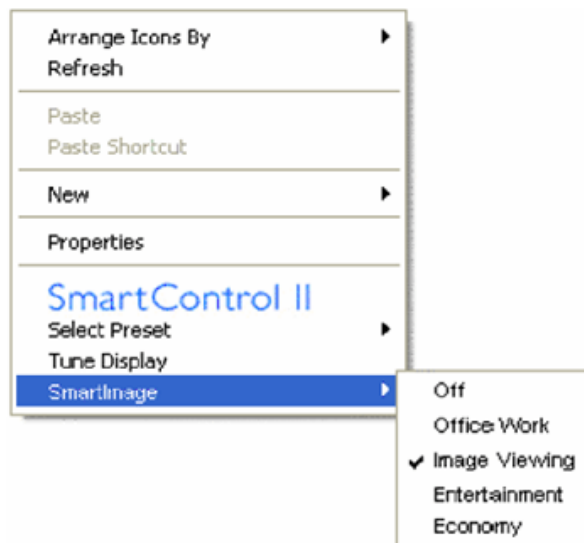 Arrange Icons By
Refresh
Paste
Paste Shortcut
New
Properties
SmartControl II
Select Preset
Tune Display
SmartImage
Off
Office Work
Image Viewing
Entertainment
Economy